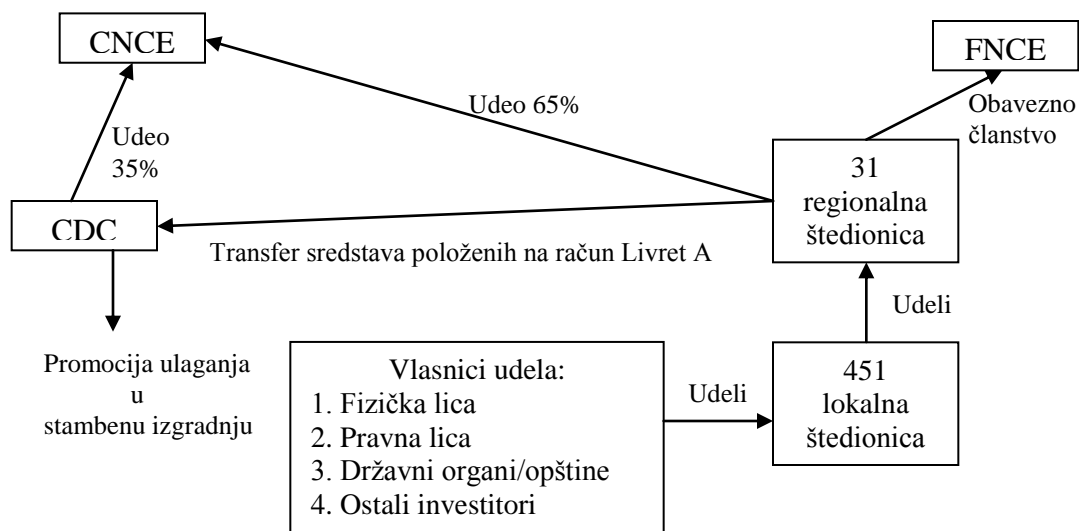 CNCE
FNCE
Udeo 65%
Obavezno
članstvo
Udeo
35%
31
regionalna
štedionica
CDC
Transfer sredstava položenih na račun Livret A
Udeli
Promocija ulaganja
u
stambenu izgradnju
Vlasnici udela:
1. Fizička lica
2. Pravna lica
3. Državni organi/opštine
4. Ostali investitori
Udeli
451
lokalna
štedionica